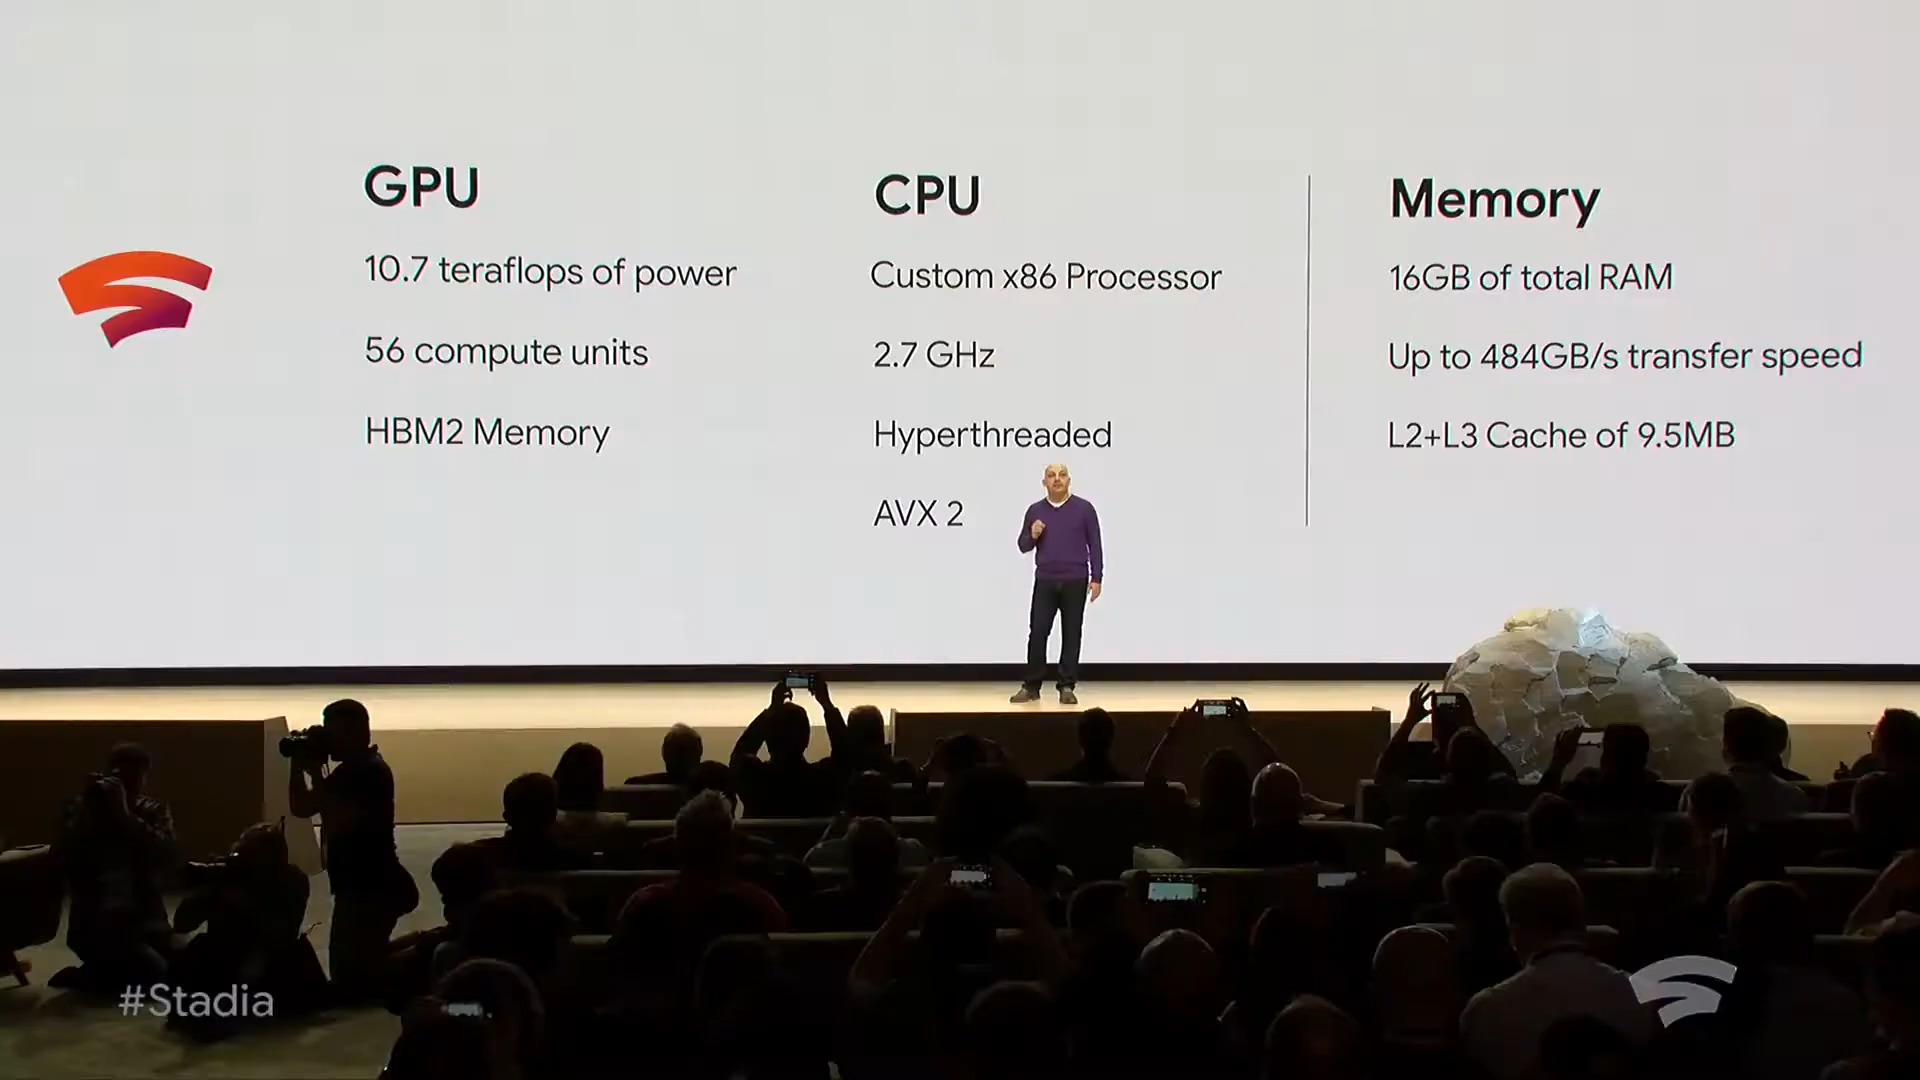 GPU
10.7 teraflops of power
56 compute units
HBM2 Memory
CPU
Custom x86 Processor
2.7 GHz
Hyperthreaded
AVX 2
Memory
16GB of total RAM
Up to 484GB/s transfer speed
L2+L3 Cache of 9.5MB
#Stadia